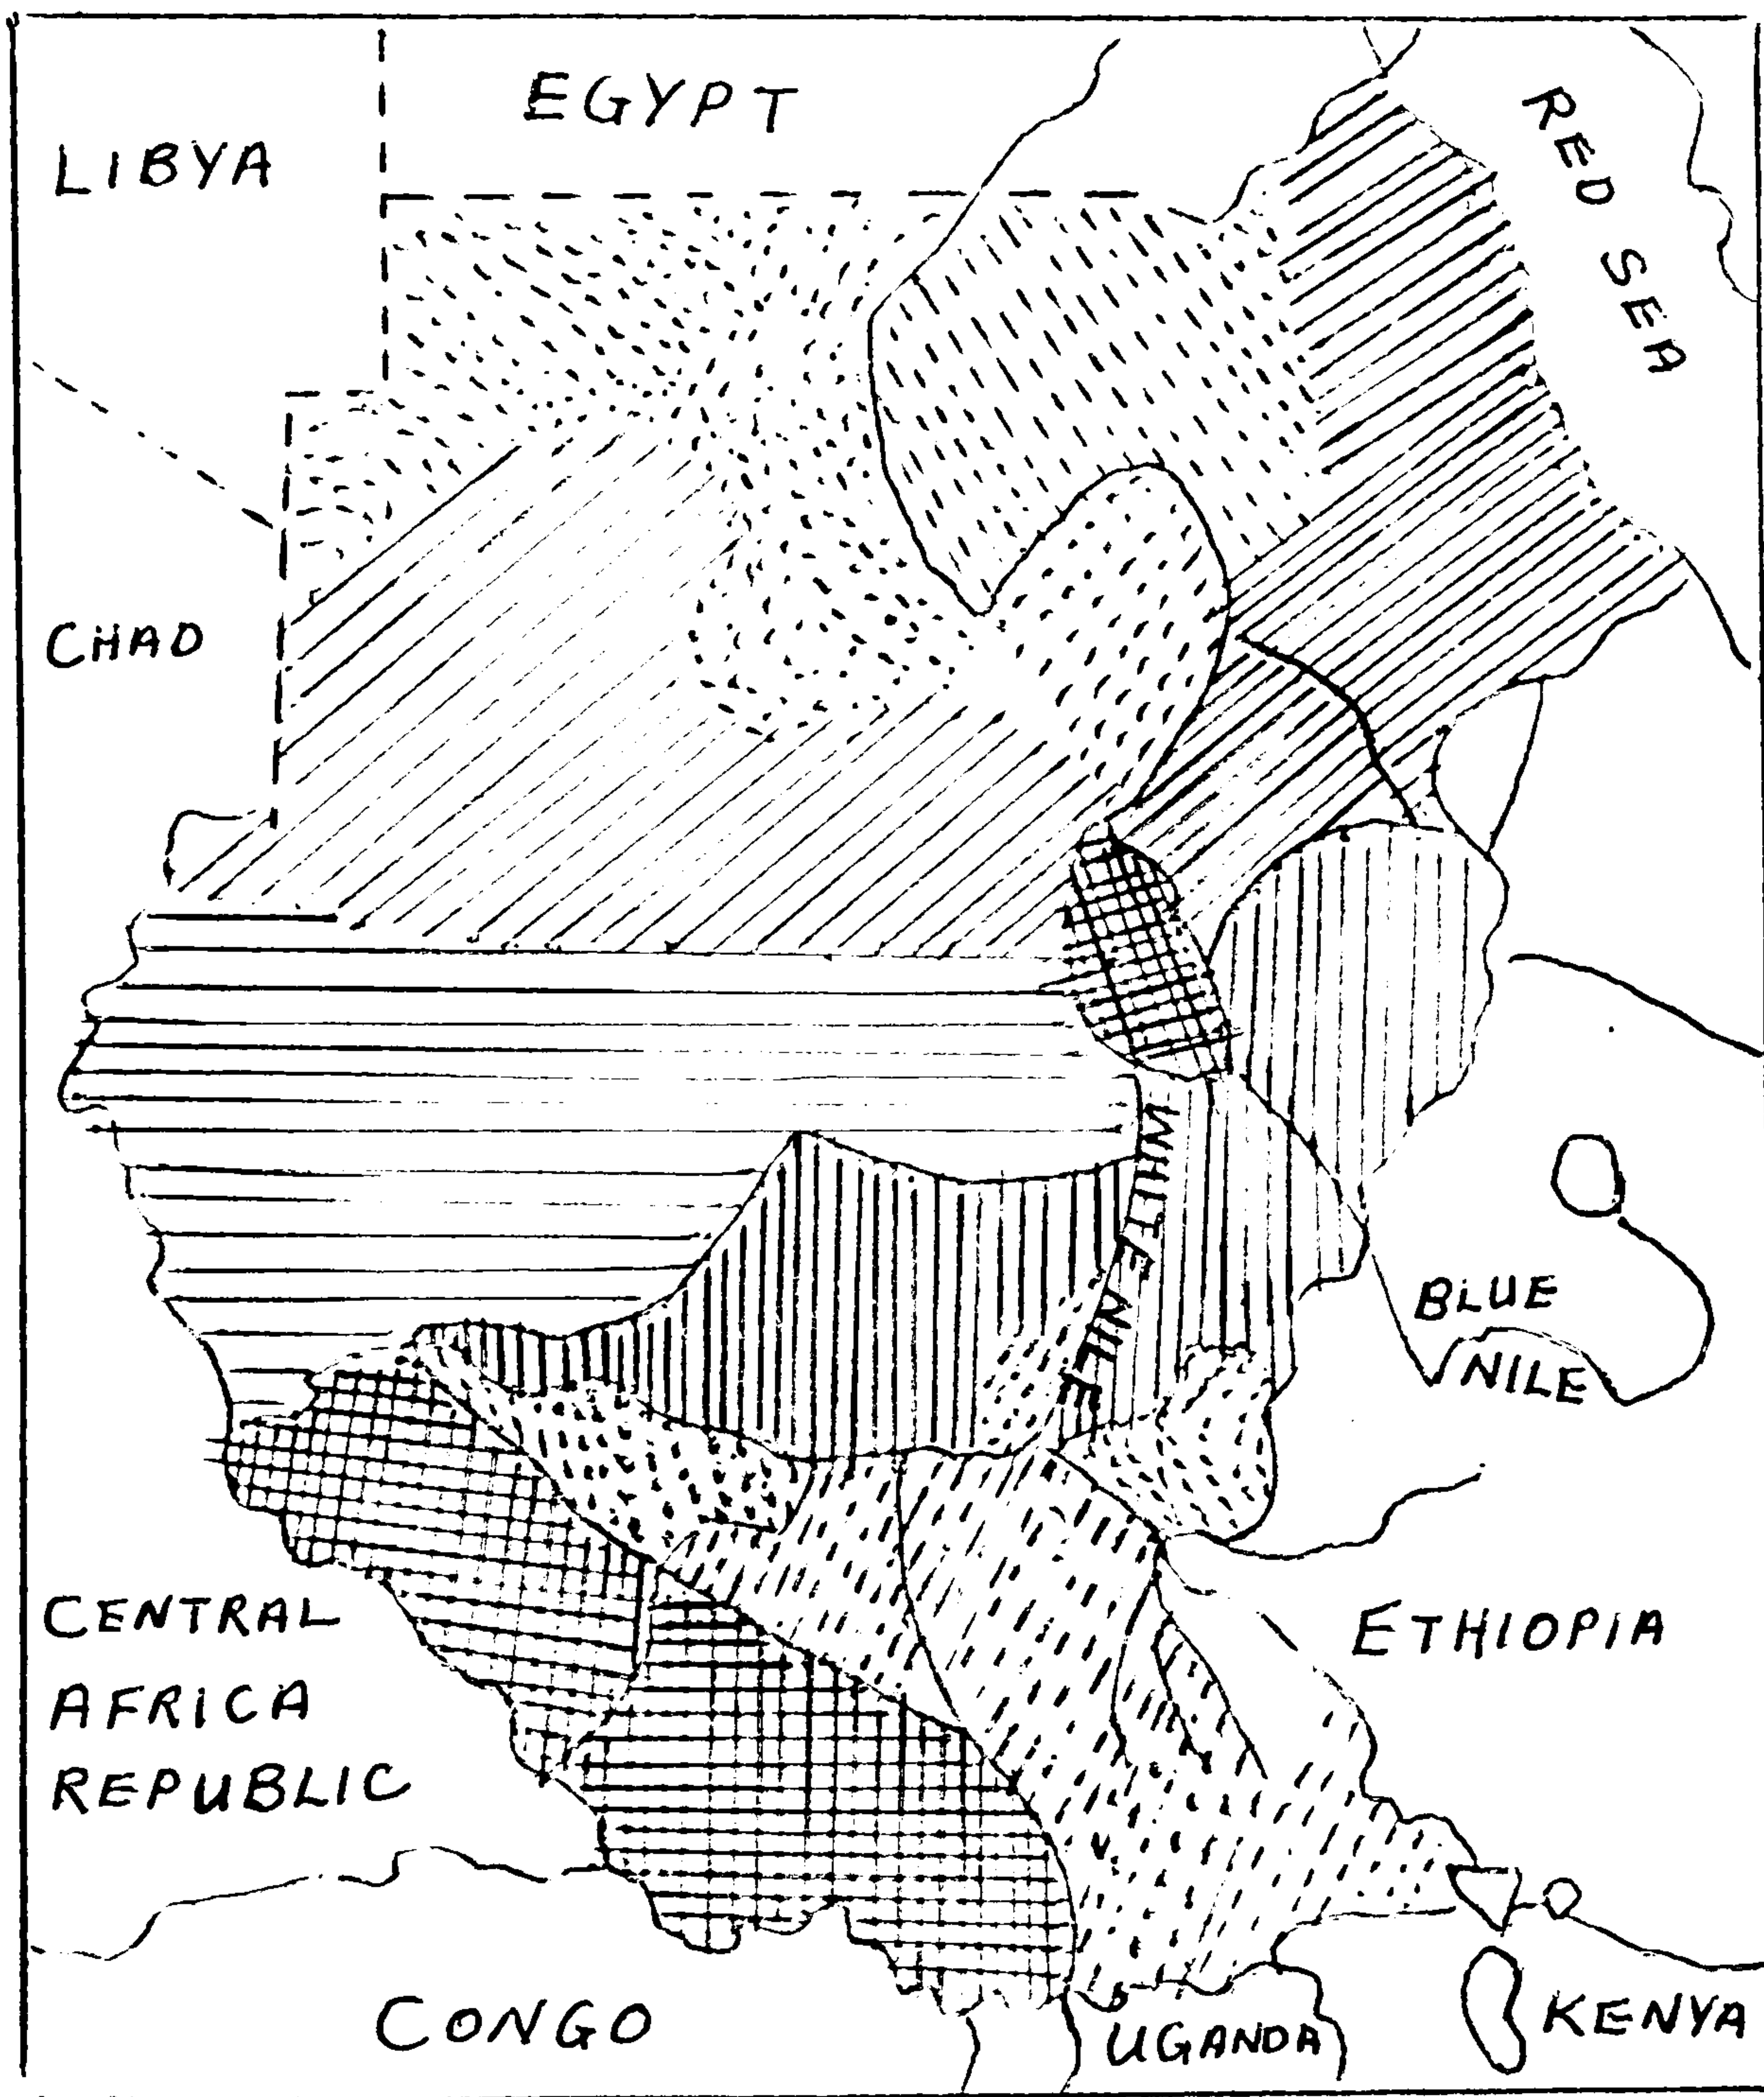 EGYPT
LIBYA
RED SEA
CHAD
WHITE NILE
BLUE
NILE
CENTRAL
AFRICA
REPUBLIC
ETHIOPIA
CONGO
UGANDA
KENYA